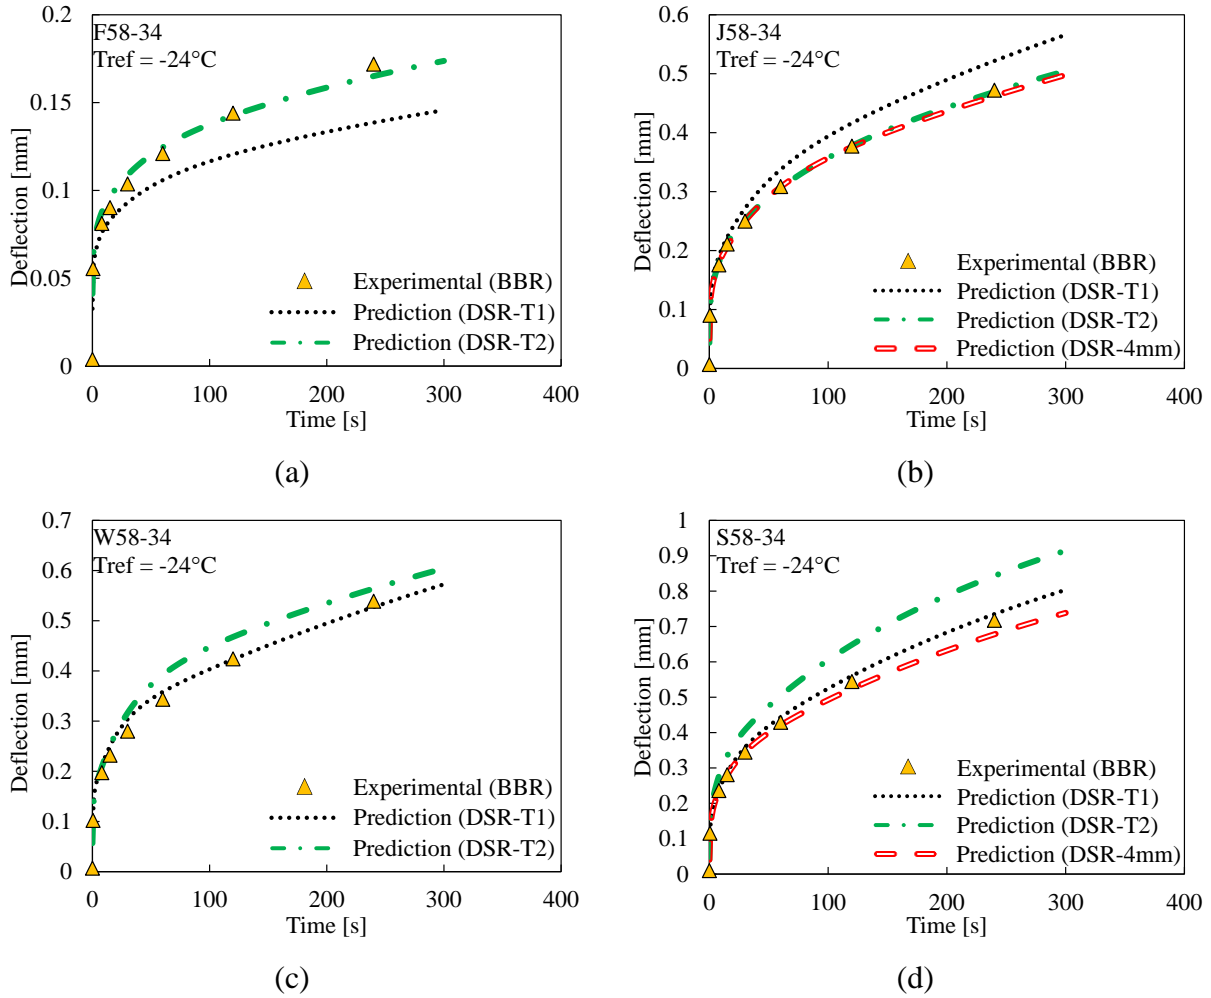 F58-34
Tref = -24°C
Deflection [mm]
0.2
0.15
0.1
0.05
0
Experimental (BBR)
Prediction (DSR-T1)
Prediction (DSR-T2)
0 100 200 300 400
Time [s]
(a)
J58-34
Tref = -24°C
Deflection [mm]
0.6
0.5
0.4
0.3
0.2
0.1
0
Experimental (BBR)
Prediction (DSR-T1)
Prediction (DSR-T2)
Prediction (DSR-4mm)
0 100 200 300 400
Time [s]
(b)
W58-34
Tref = -24°C
Deflection [mm]
0.7
0.6
0.5
0.4
0.3
0.2
0.1
0
Experimental (BBR)
Prediction (DSR-T1)
Prediction (DSR-T2)
0 100 200 300 400
Time [s]
(c)
S58-34
Tref = -24°C
Deflection [mm]
1
0.9
0.8
0.7
0.6
0.5
0.4
0.3
0.2
0.1
0
Experimental (BBR)
Prediction (DSR-T1)
Prediction (DSR-T2)
Prediction (DSR-4mm)
0 100 200 300 400
Time [s]
(d)